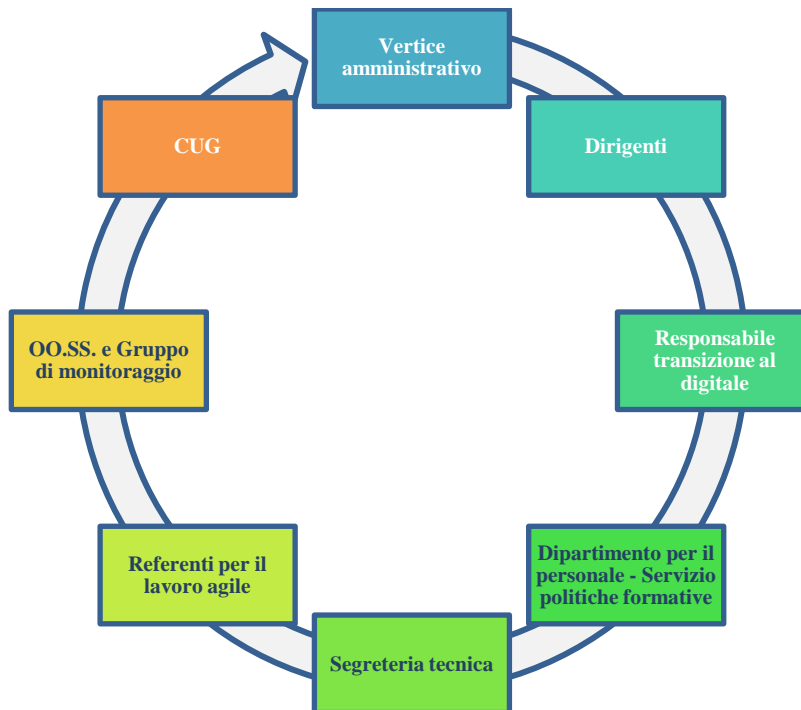 Vertice
amministrativo
Dirigenti
Responsabile
transizione al
digitale
Dipartimento per il
personale - Servizio
politiche formative
Segreteria tecnica
Referenti per il
lavoro agile
OO.SS. e Gruppo
di monitoraggio
CUG